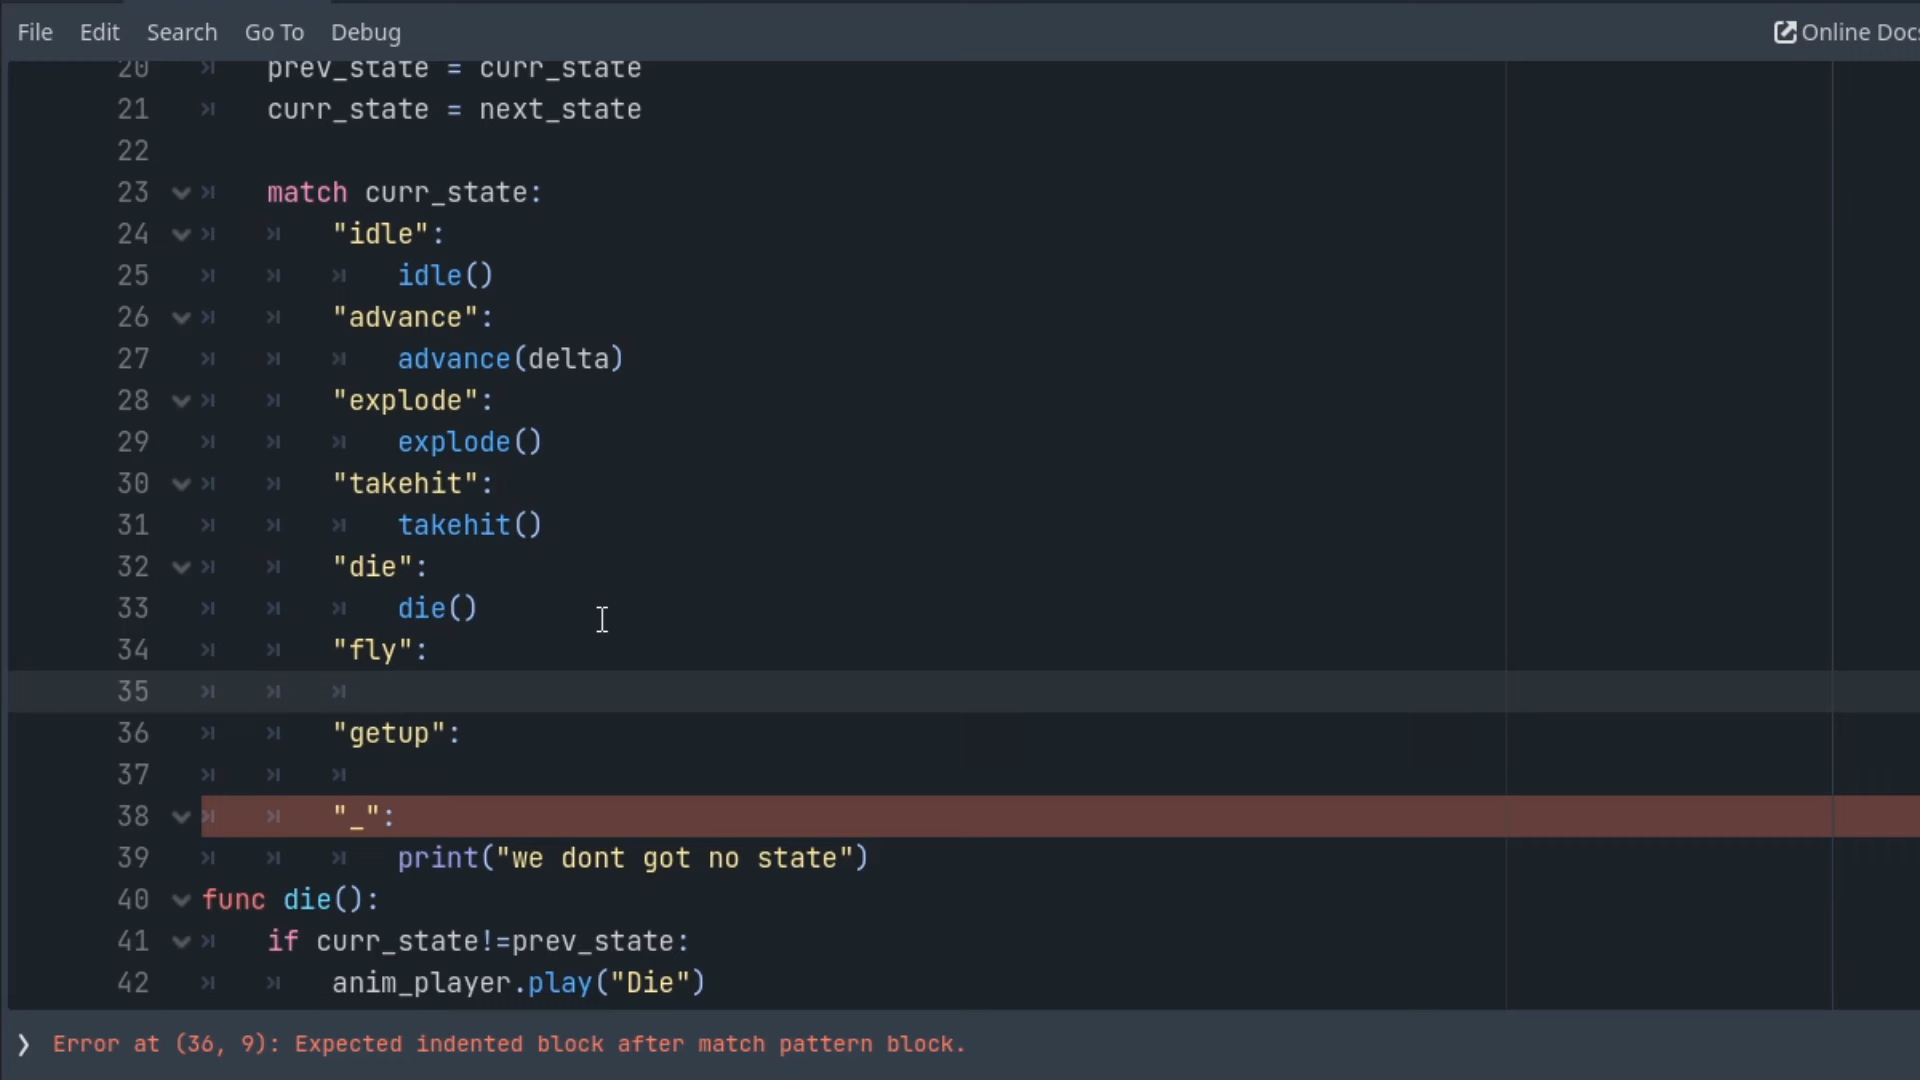 File Edit Search Go To Debug Online Docs
20 prev_state = curr_state
21 curr_state = next_state
22
23 match curr_state:
24 "idle":
25 idle()
26 "advance":
27 advance(delta)
28 "explode":
29 explode()
30 "takehit":
31 takehit()
32 "die":
33 die()
34 "fly":
35
36 "getup":
37
38 "_":
39 print("we dont got no state")
40 func die():
41 if curr_state!=prev_state:
42 anim_player.play("Die")
Error at (36, 9): Expected indented block after match pattern block.